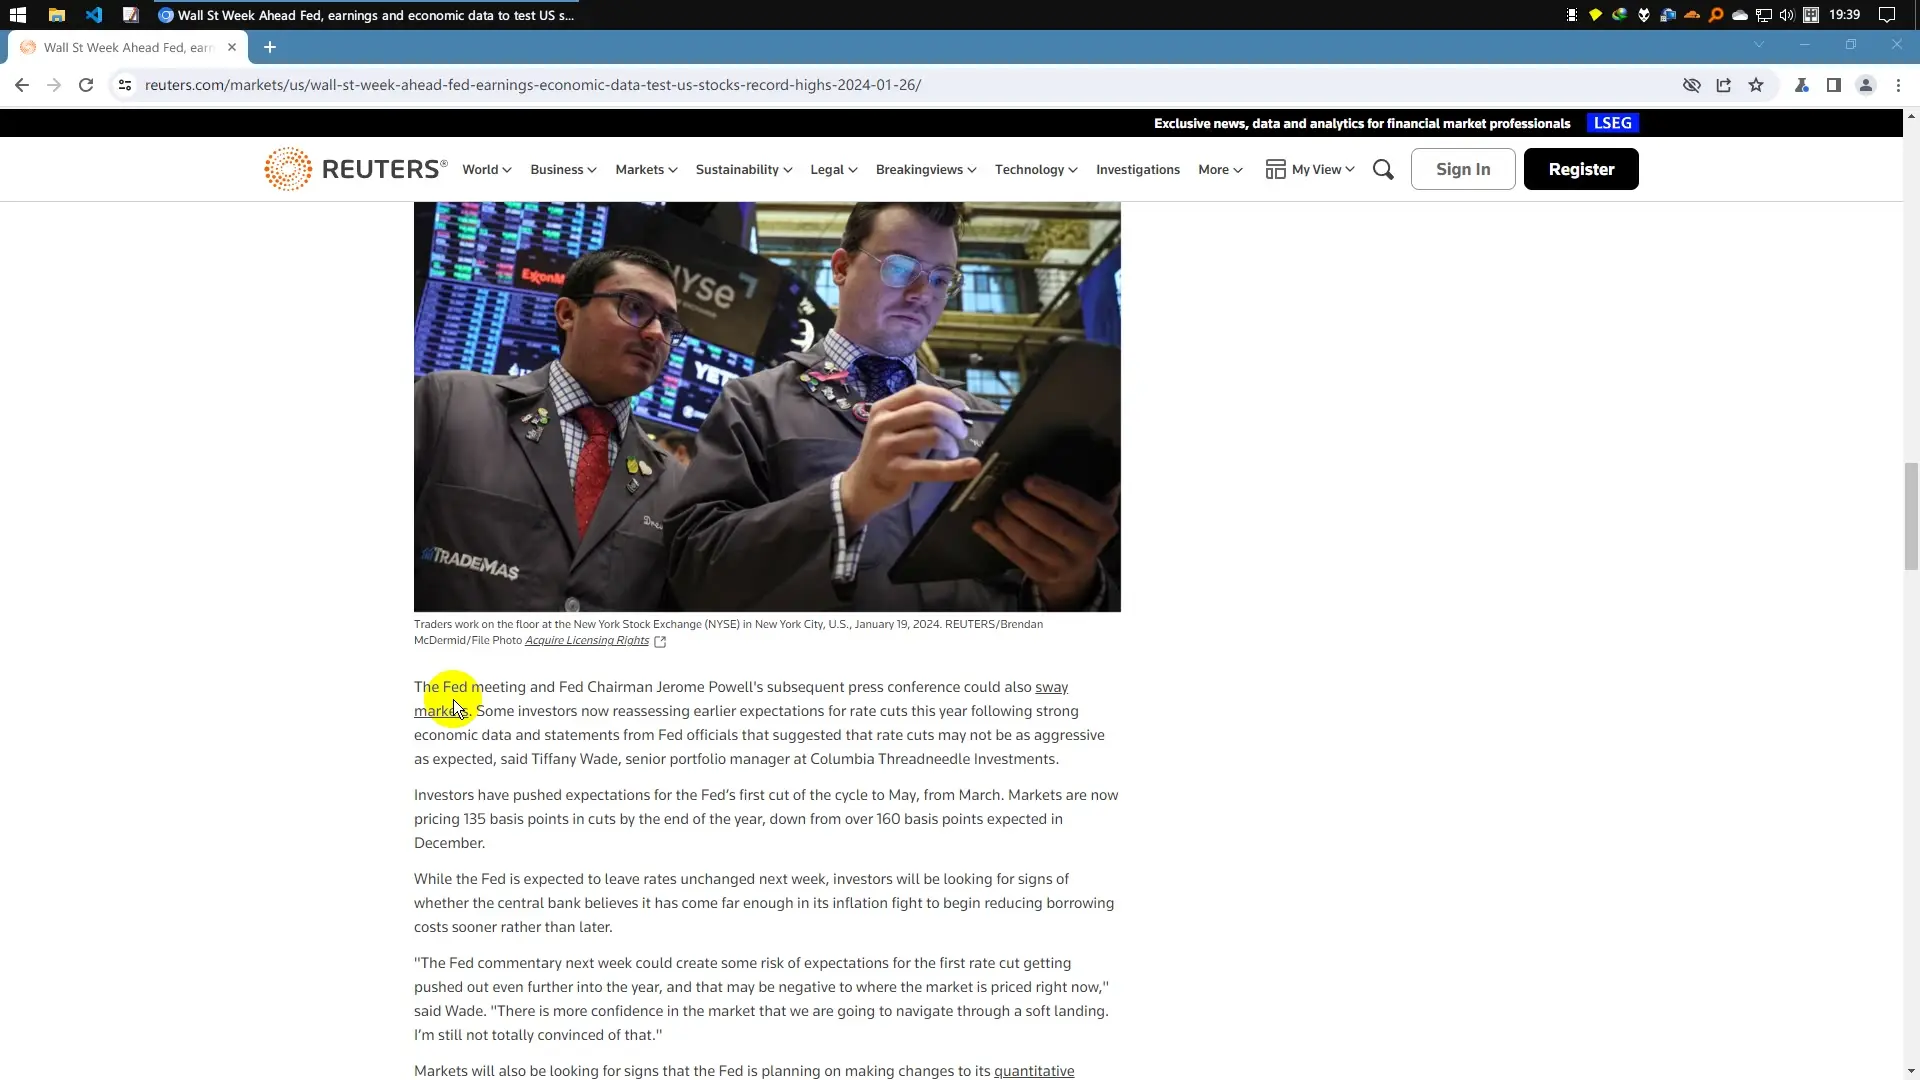 Wall St Week Ahead Fed, earnings and economic data to test US s...
19:39
Wall St Week Ahead Fed, earn
reuters.com/markets/us/wall-st-week-ahead-fed-earnings-economic-data-test-us-stocks-record-highs-2024-01-26/
Exclusive news, data and analytics for financial market professionals LSEG
REUTERS® World Business Markets Sustainability Legal Breakingviews Technology Investigations More My View Sign In Register
NYSE
ExxonM
YET
TRADEMAS
Traders work on the floor at the New York Stock Exchange (NYSE) in New York City, U.S., January 19, 2024. REUTERS/Brendan
McDermid/File Photo Acquire Licensing Rights
The Fed meeting and Fed Chairman Jerome Powell's subsequent press conference could also sway
markets. Some investors now reassessing earlier expectations for rate cuts this year following strong
economic data and statements from Fed officials that suggested that rate cuts may not be as aggressive
as expected, said Tiffany Wade, senior portfolio manager at Columbia Threadneedle Investments.
Investors have pushed expectations for the Fed’s first cut of the cycle to May, from March. Markets are now
pricing 135 basis points in cuts by the end of the year, down from over 160 basis points expected in
December.
While the Fed is expected to leave rates unchanged next week, investors will be looking for signs of
whether the central bank believes it has come far enough in its inflation fight to begin reducing borrowing
costs sooner rather than later.
"The Fed commentary next week could create some risk of expectations for the first rate cut getting
pushed out even further into the year, and that may be negative to where the market is priced right now,"
said Wade. "There is more confidence in the market that we are going to navigate through a soft landing.
I’m still not totally convinced of that."
Markets will also be looking for signs that the Fed is planning on making changes to its quantitative